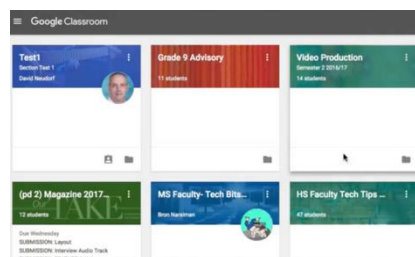 Google Classroom
Test1
Section Test 1
David Neudorf
Grade 9 Advisory
11 students
Video Production
Semester 2 2016/17
14 students
(pd 2) Magazine 2017...
12 students
TAKE
Due Wednesday
SUBMISSION: Layout
SUBMISSION: Interview Audio Track
MS Faculty- Tech Bits...
Bron Narsiman
HS Faculty Tech Tips ...
47 students